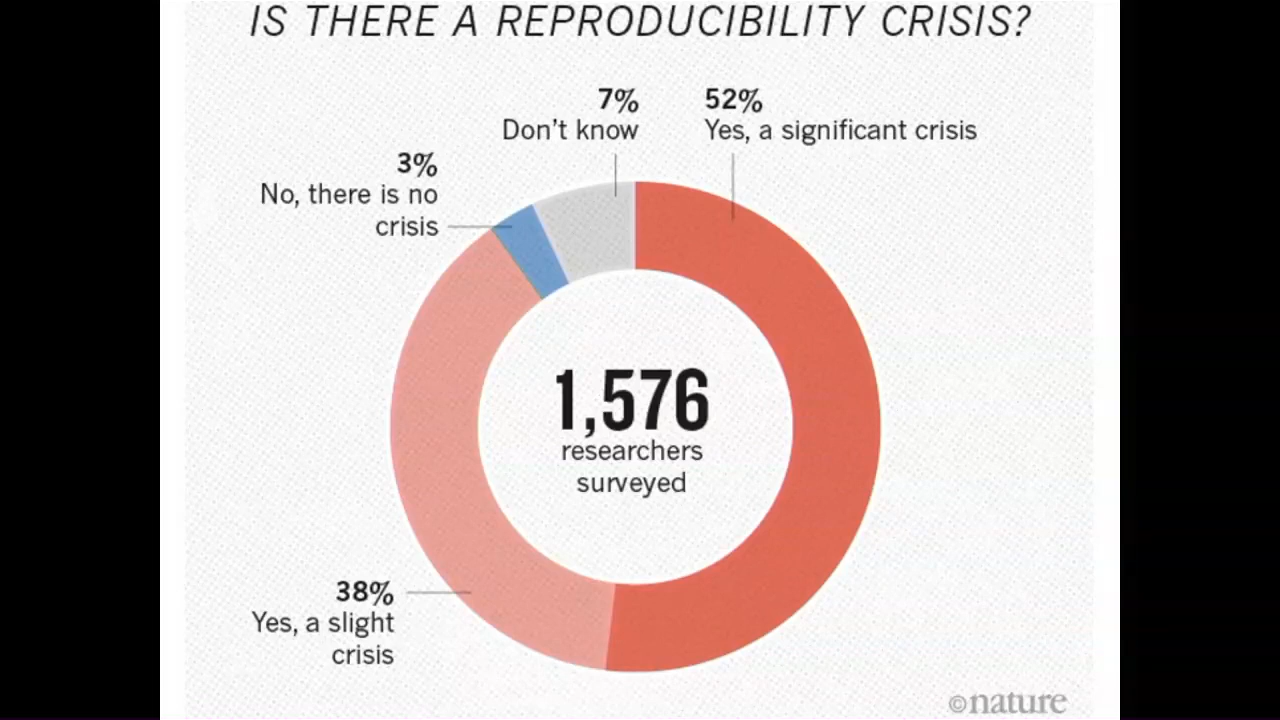 IS THERE A REPRODUCIBILITY CRISIS?
7%
Don't know
52%
Yes, a significant crisis
3%
No, there is no
crisis
1,576
researchers
surveyed
38%
Yes, a slight
crisis
©nature